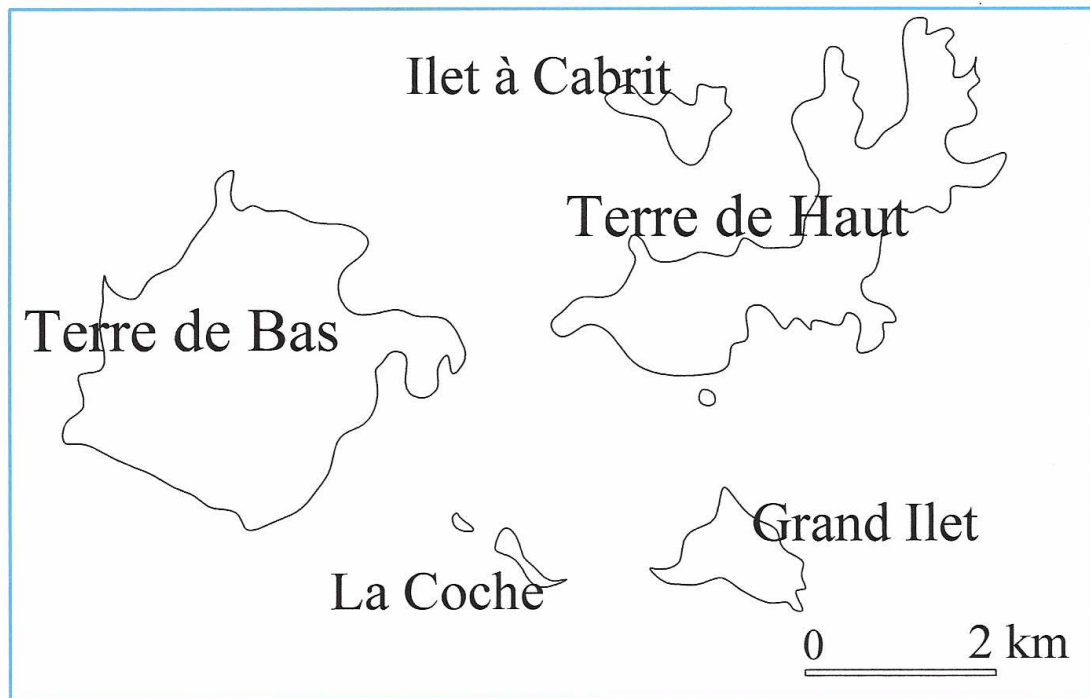 Ilet à Cabrit
Terre de Haut
Terre de Bas
Grand Ilet
La Coche
0 2 km